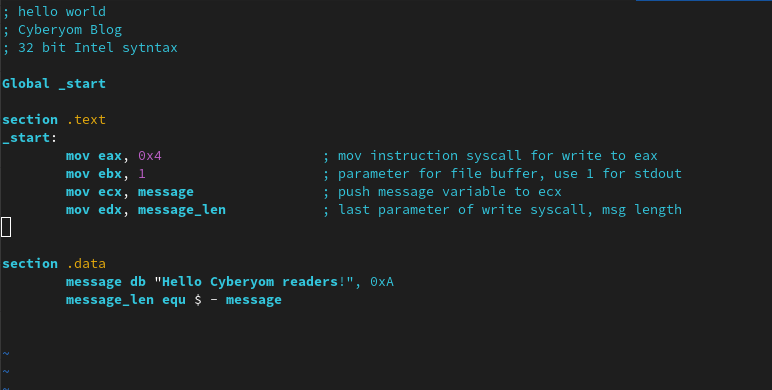 ; hello world
; Cyberyom Blog
; 32 bit Intel sytntax
Global _start
section .text
_start:
mov eax, 0x4 ; mov instruction syscall for write to eax
mov ebx, 1 ; parameter for file buffer, use 1 for stdout
mov ecx, message ; push message variable to ecx
mov edx, message_len ; last parameter of write syscall, msg length
section .data
message db "Hello Cyberyom readers!", 0xA
message_len equ $ - message
~
~
~